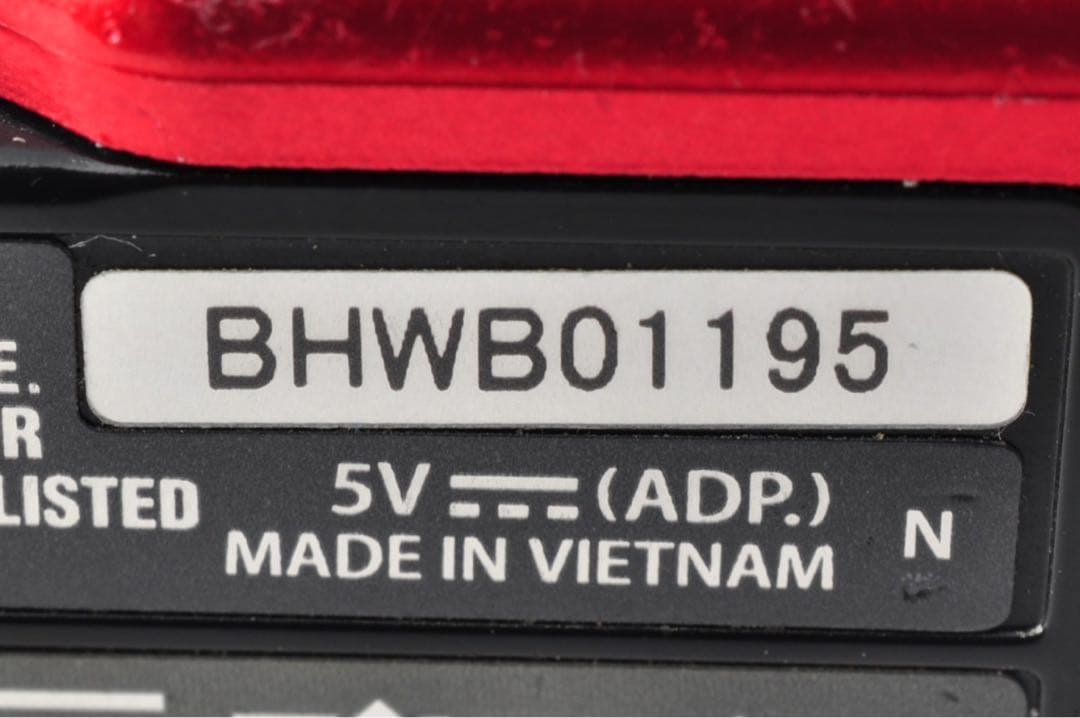 BHWB01195
E.
R
LISTED
5V ⎓ (ADP.)
MADE IN VIETNAM
N